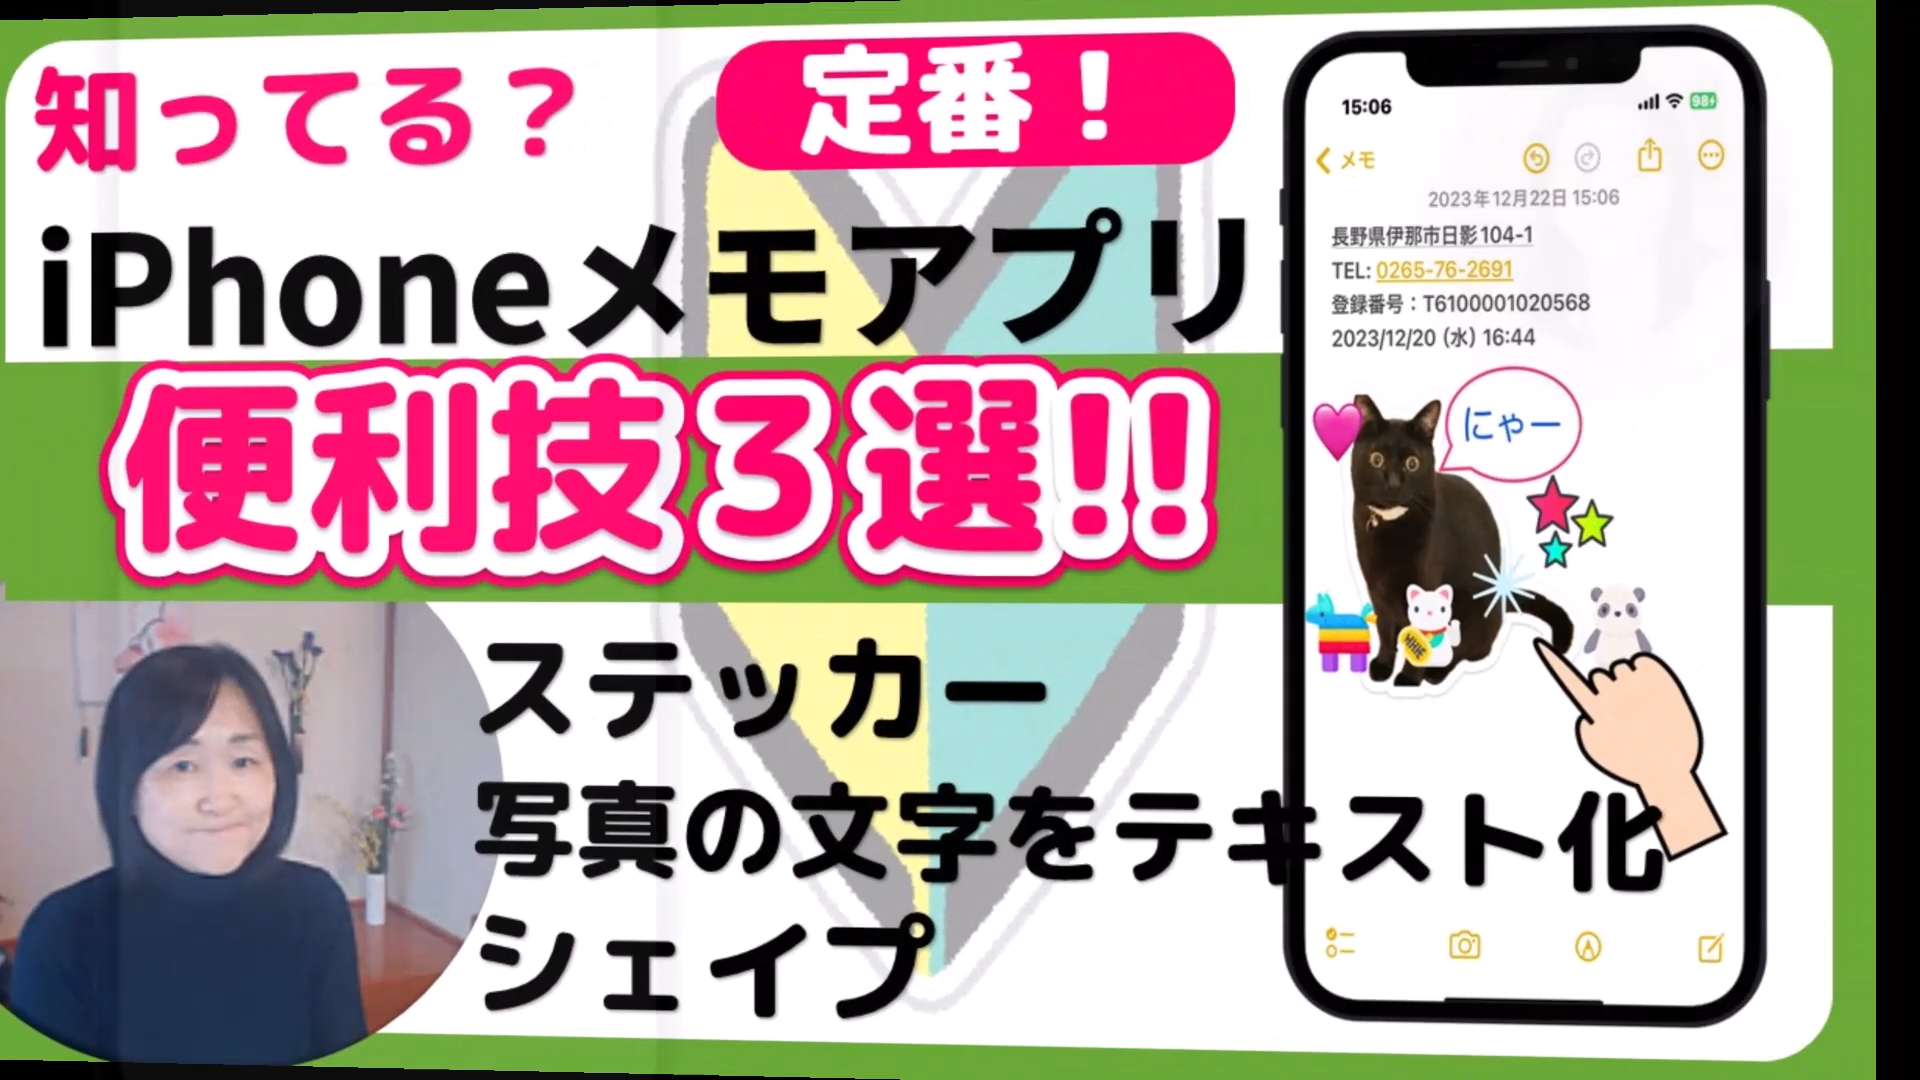 知ってる？
定番！
iPhoneメモアプリ
便利技３選!!
ステッカー
写真の文字をテキスト化
シェイプ
15:06
98
メモ
2023年12月22日 15:06
長野県伊那市日影104-1
TEL: 0265-76-2691
登録番号：T6100001020568
2023/12/20 (水) 16:44
にゃー